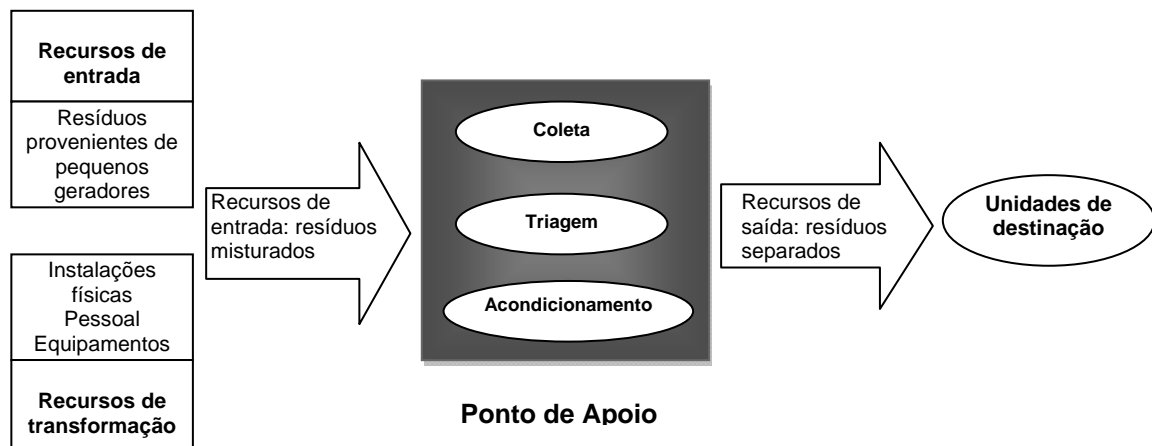 Recursos de
entrada
Resíduos
provenientes de
pequenos
geradores
Instalações
físicas
Pessoal
Equipamentos
Recursos de
transformação
Recursos de
entrada: resíduos
misturados
Coleta
Triagem
Acondicionamento
Ponto de Apoio
Recursos de
saída: resíduos
separados
Unidades de
destinação